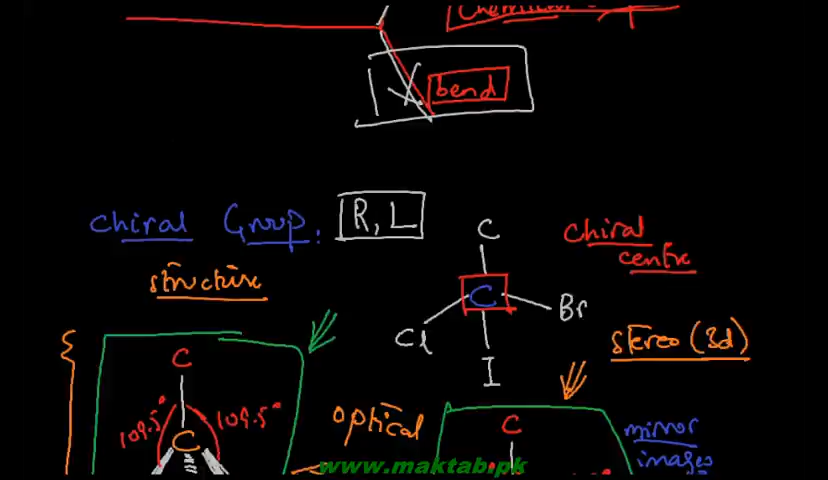 bend
Chiral Group: R, L
structure
C
chiral
centre
C
Cl
Br
I
stereo (3d)
C
109.5°
109.5°
C
optical
C
mirror
images
www.maktab.pk